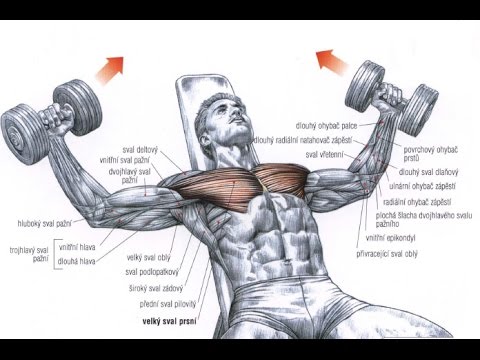 sval deltový
vnitřní sval pažní
dvojhlavý sval
pažní
hluboký sval pažní
trojhlavý sval
pažní
vnitřní hlava
dlouhá hlava
velký sval oblý
sval podlopatkový
široký sval zádový
přední sval pilovitý
velký sval prsní
dlouhý ohybač palce
dlouhý radiální natahovač zápěstí
sval vřetenní
povrchový ohybač
prstů
dlouhý sval dlaňový
ulnární ohybač zápěstí
radiální ohybač zápěstí
plochá šlacha dvojhlavého svalu
pažního
vnitřní epikondyl
přivracející sval oblý